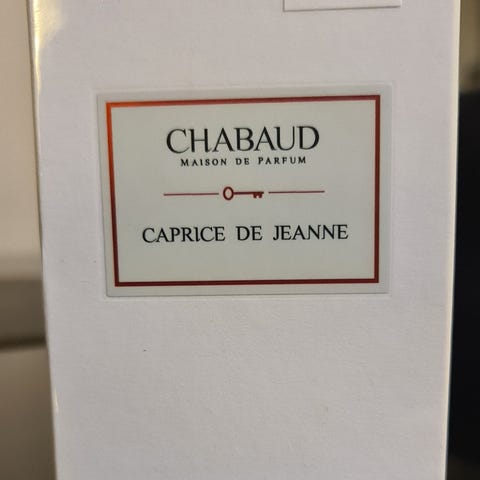 CHABAUD
MAISON DE PARFUM
CAPRICE DE JEANNE